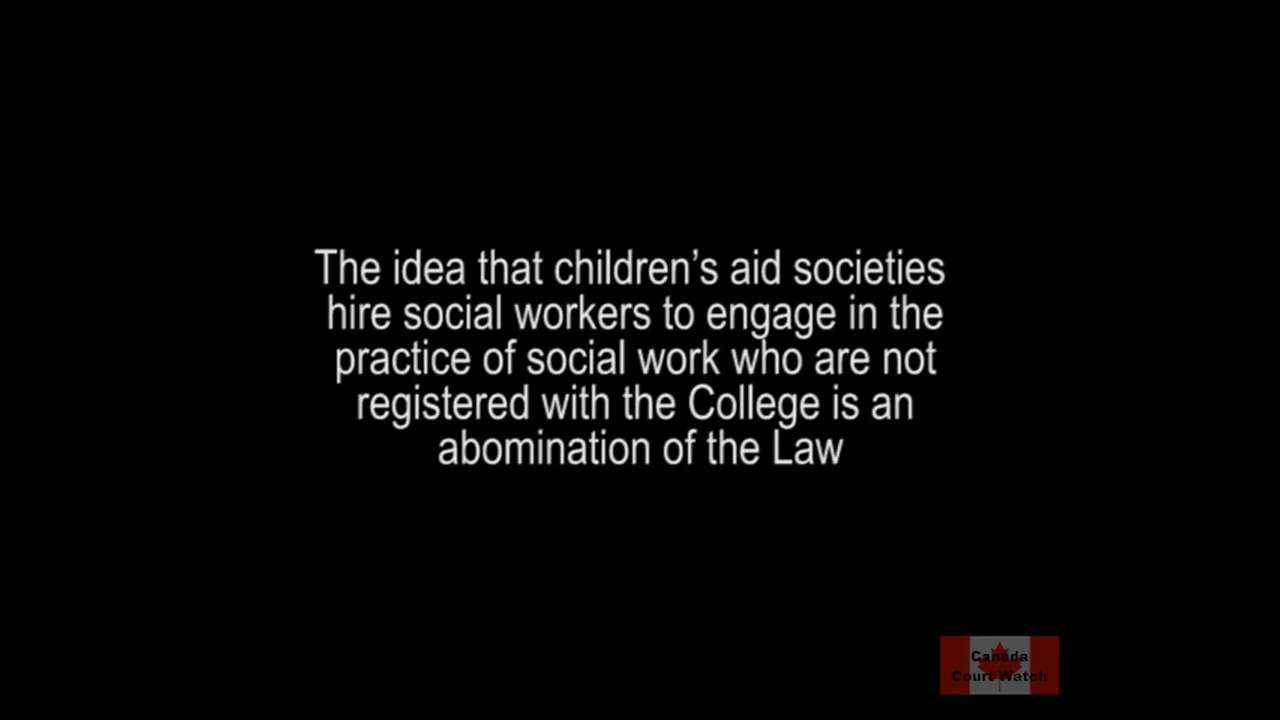 The idea that children’s aid societies
hire social workers to engage in the
practice of social work who are not
registered with the College is an
abomination of the Law
Canada
Court Watch